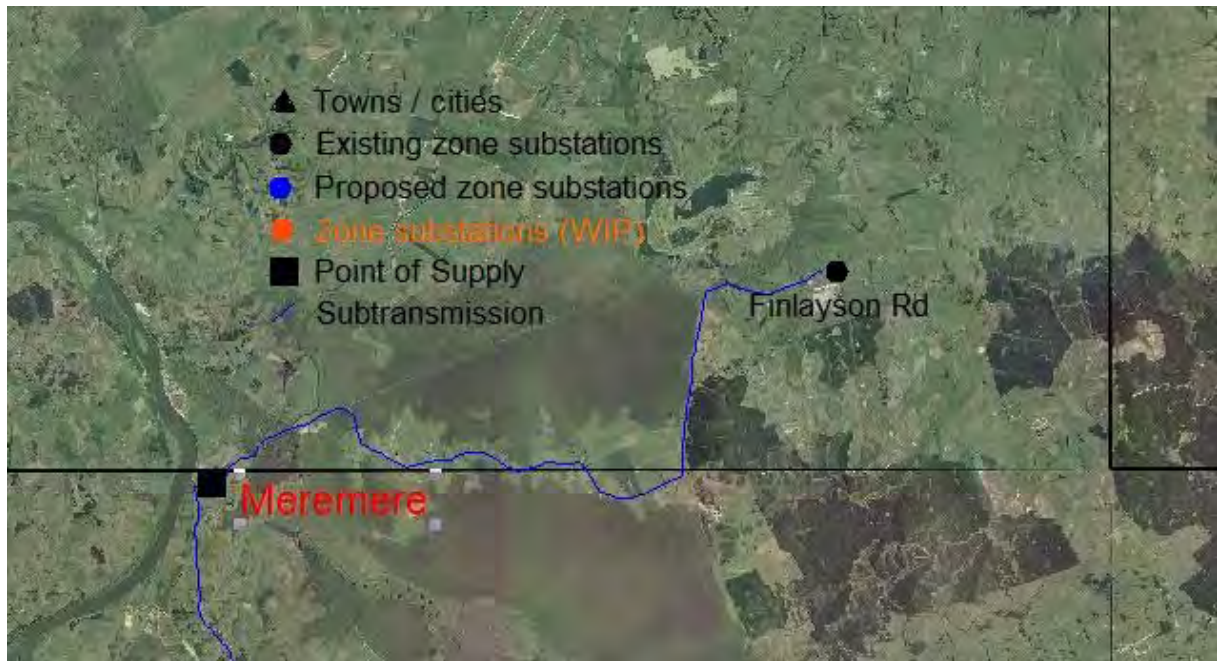 Towns / cities
Existing zone substations
Proposed zone substations
Zone substations (WIP)
Point of Supply
Subtransmission
Finlayson Rd
Meremere